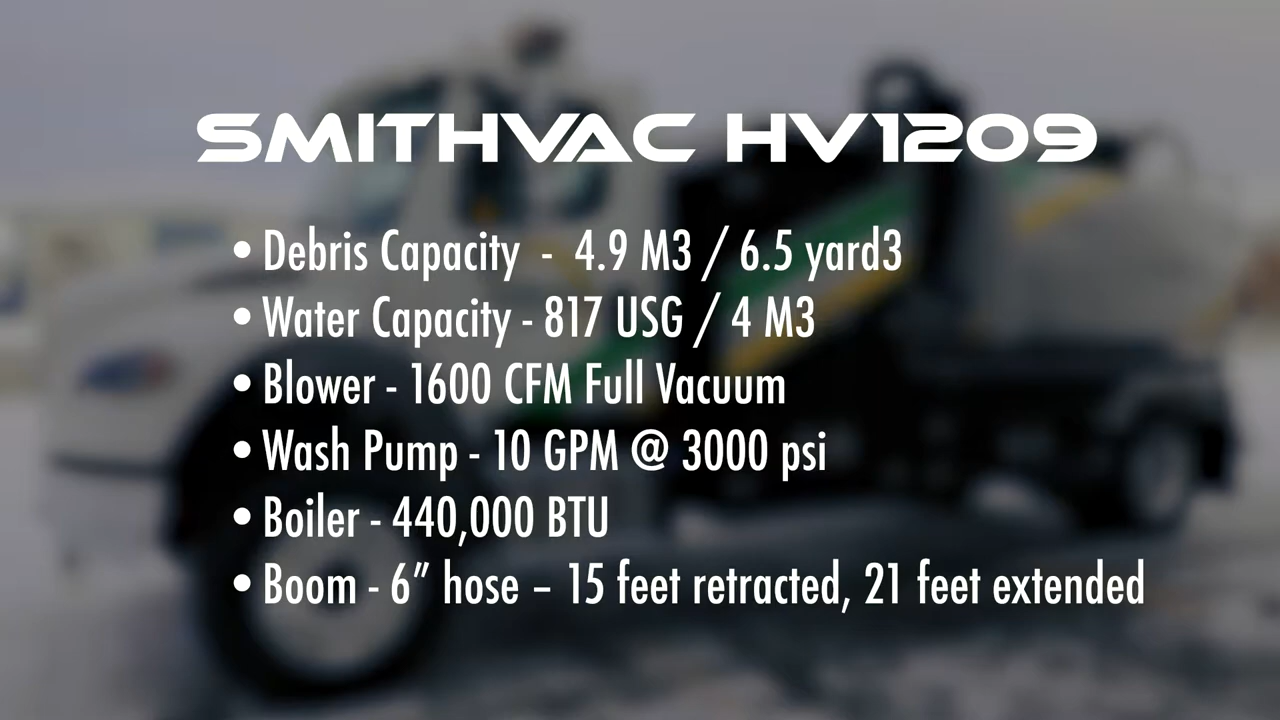 SMITHVAC HV1209
• Debris Capacity - 4.9 M3 / 6.5 yard3
• Water Capacity - 817 USG / 4 M3
• Blower - 1600 CFM Full Vacuum
• Wash Pump - 10 GPM @ 3000 psi
• Boiler - 440,000 BTU
• Boom - 6” hose – 15 feet retracted, 21 feet extended